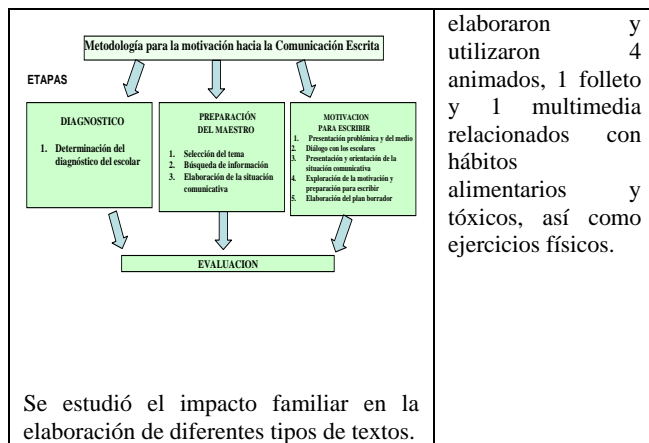 Metodología para la motivación hacia la Comunicación Escrita
ETAPAS
DIAGNOSTICO
1. Determinación del
diagnóstico del escolar
PREPARACIÓN
DEL MAESTRO
1. Selección del tema
2. Búsqueda de información
3. Elaboración de la situación
comunicativa
MOTIVACION
PARA ESCRIBIR
1. Presentación problémica y del medio
2. Diálogo con los escolares
3. Presentación y orientación de la
situación comunicativa
4. Exploración de la motivación y
preparación para escribir
5. Elaboración del plan borrador
EVALUACION
Se estudió el impacto familiar en la
elaboración de diferentes tipos de textos.
elaboraron y
utilizaron 4
animados, 1 folleto
y 1 multimedia
relacionados con
hábitos
alimentarios y
tóxicos, así como
ejercicios físicos.